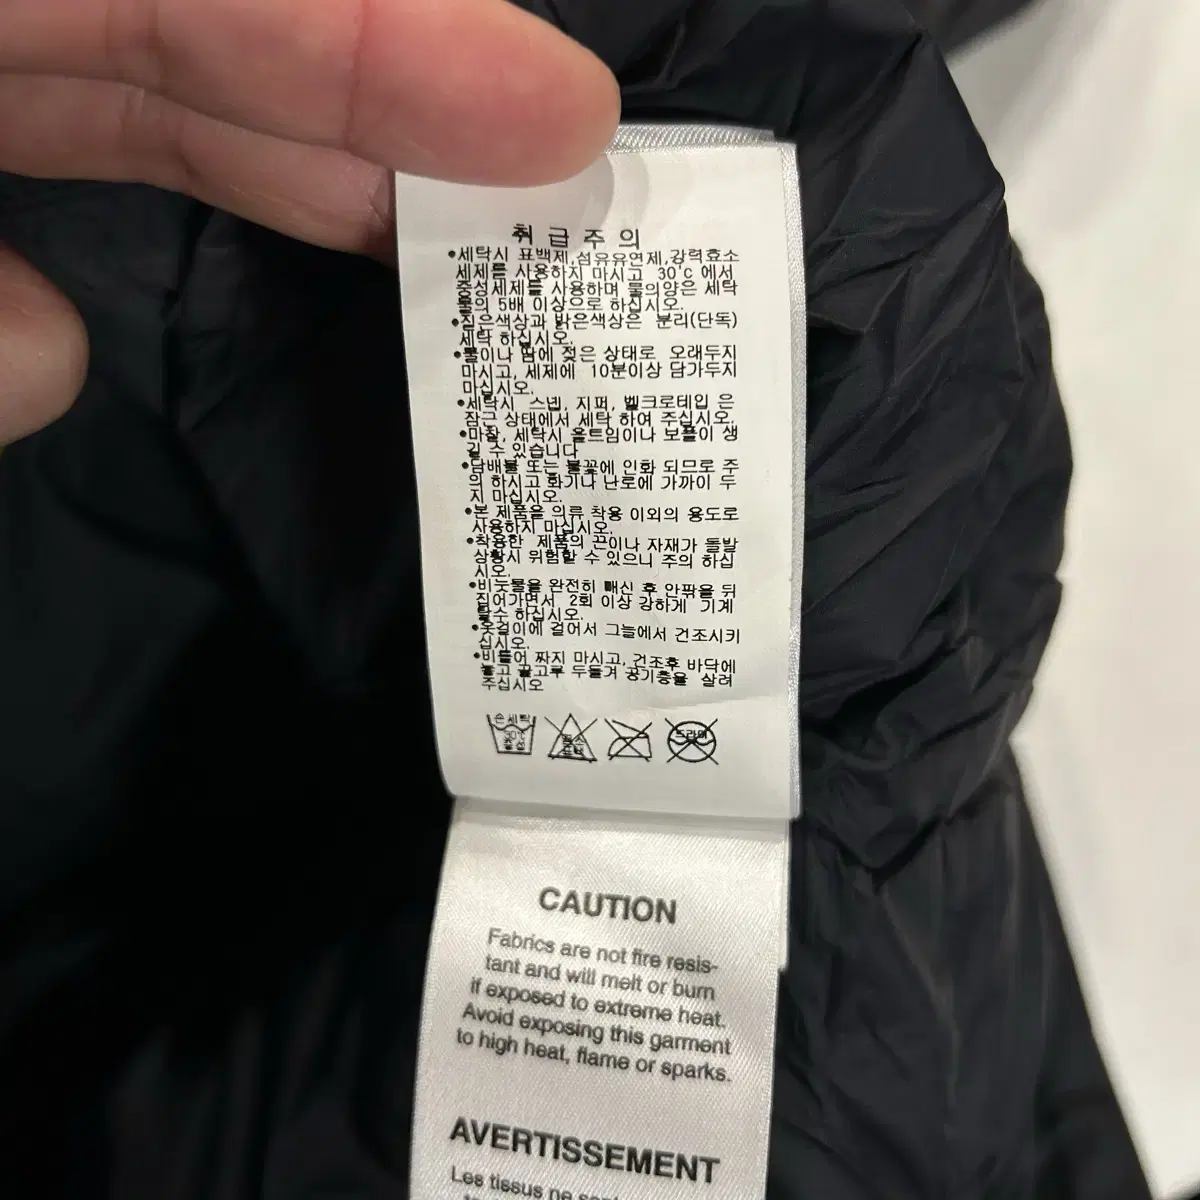 취급주의
•세탁시 표백제,섬유유연제,강력효소
세제를 사용하지 마시고 30℃ 에서
중성세제를 사용하며 물의양은 세탁
물의 5배 이상으로 하십시오.
•짙은색상과 밝은색상은 분리(단독)
세탁 하십시오.
•물이나 땀에 젖은 상태로 오래두지
마시고, 세제에 10분이상 담가두지
마십시오.
•세탁시 스냅, 지퍼, 벨크로테입 은
잠근 상태에서 세탁 하여 주십시오.
•마찰, 세탁시 올트임이나 보풀이 생
길 수 있습니다
•담배불 또는 불꽃에 인화 되므로 주
의 하시고 화기나 난로에 가까이 두
지 마십시오.
•본 제품을 의류 착용 이외의 용도로
사용하지 마십시오.
•착용한 제품의 끈이나 자재가 돌발
상황시 위험할 수 있으니 주의 하십
시오.
•비눗물을 완전히 빼신 후 안팎을 뒤
집어가면서 2회 이상 강하게 기계
탈수 하십시오.
•옷걸이에 걸어서 그늘에서 건조시키
십시오.
•비틀어 짜지 마시고, 건조후 바닥에
놓고 골고루 두들겨 공기층을 살려
주십시오
손세탁 30℃ 중성 염소표백 드라이
CAUTION
Fabrics are not fire resis-
tant and will melt or burn
if exposed to extreme heat.
Avoid exposing this garment
to high heat, flame or sparks.
AVERTISSEMENT
Les tissus ne sont